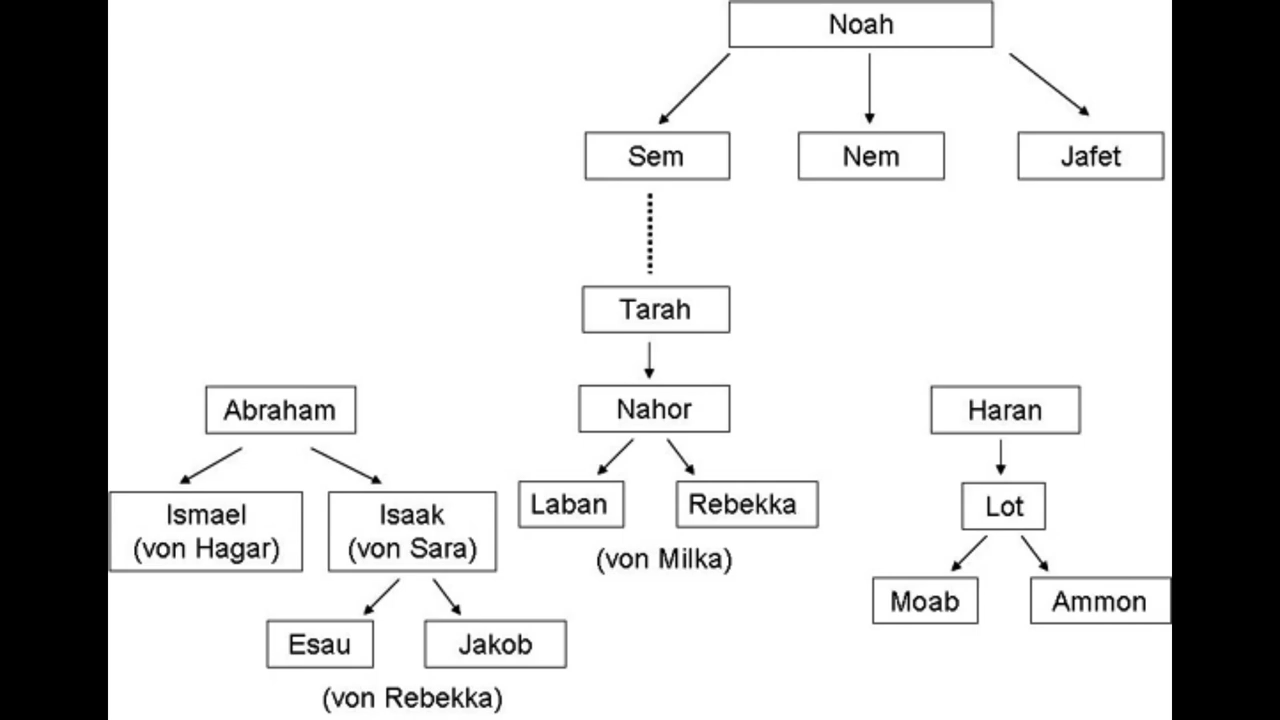 Noah
Sem
Nem
Jafet
Tarah
Abraham
Nahor
Haran
Ismael
(von Hagar)
Isaak
(von Sara)
Laban
Rebekka
Lot
(von Milka)
Moab
Ammon
Esau
Jakob
(von Rebekka)